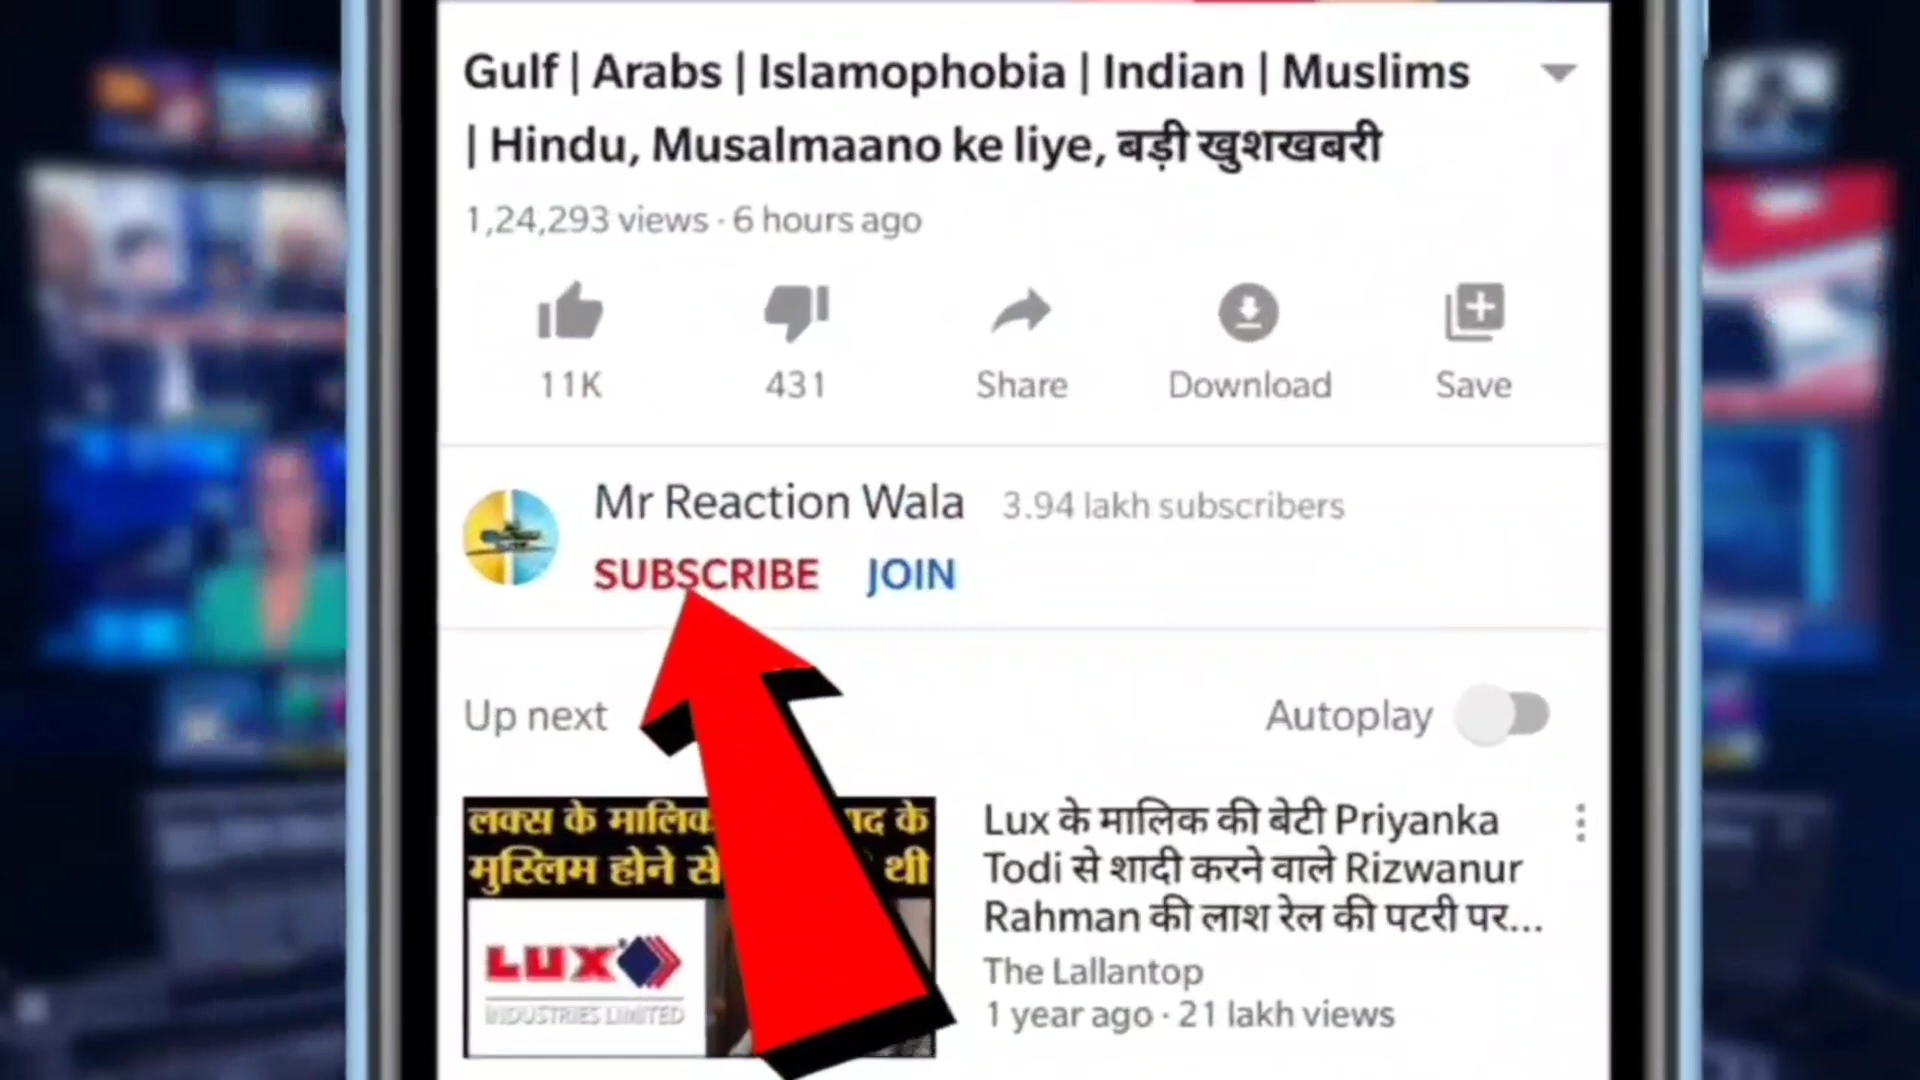 Gulf | Arabs | Islamophobia | Indian | Muslims
| Hindu, Musalmaano ke liye, बड़ी खुशखबरी
1,24,293 views · 6 hours ago
11K
431
Share
Download
Save
Mr Reaction Wala
3.94 lakh subscribers
SUBSCRIBE
JOIN
Up next
Autoplay
लक्स के मालिक के
मुस्लिम होने से थी
LUX
INDUSTRIES LIMITED
Lux के मालिक की बेटी Priyanka
Todi से शादी करने वाले Rizwanur
Rahman की लाश रेल की पटरी पर...
The Lallantop
1 year ago · 21 lakh views